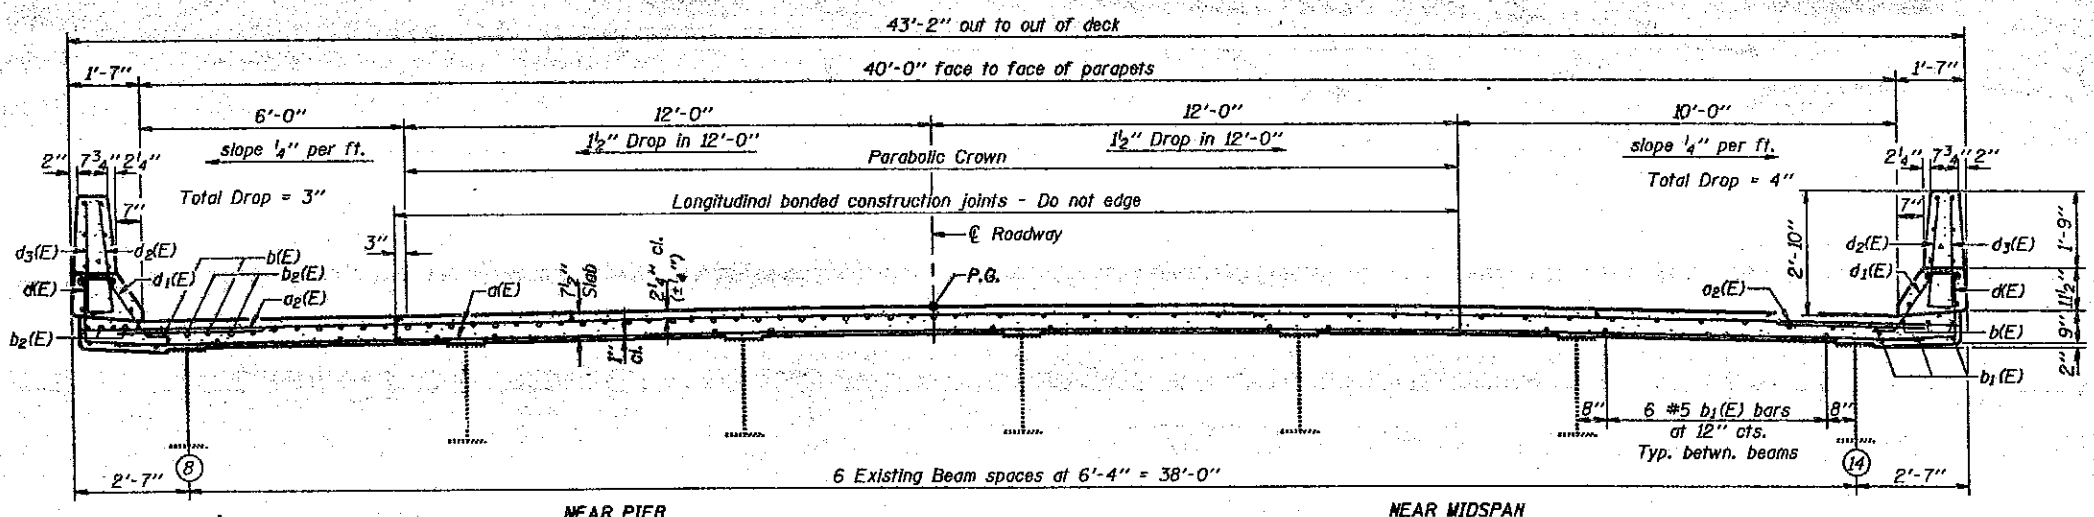 43'-2" out to out of deck
1'-7"
40'-0" face to face of parapets
1'-7"
6'-0"
12'-0"
12'-0"
10'-0"
slope 1/4" per ft.
1 1/2" Drop in 12'-0"
1 1/2" Drop in 12'-0"
slope 1/4" per ft.
2"
7 3/4"
2 1/4"
Parabolic Crown
2 1/4"
7 3/4"
2"
Total Drop = 3"
Total Drop = 4"
7"
Longitudinal bonded construction joints - Do not edge
7"
3"
℄ Roadway
d3(E)
d2(E)
b(E)
b2(E)
d1(E)
d(E)
a2(E)
a(E)
7 1/2"
Slab
2 1/4" cl.
(± 1/4")
P.G.
2'-10"
d2(E)
d3(E)
1'-9"
d1(E)
a2(E)
d(E)
11 1/2"
b2(E)
1"
cl.
b(E)
9"
2"
b1(E)
8"
6 #5 b1(E) bars
at 12" cts.
Typ. betwn. beams
8"
8
14
2'-7"
6 Existing Beam spaces at 6'-4" = 38'-0"
2'-7"
NEAR PIER
NEAR MIDSPAN